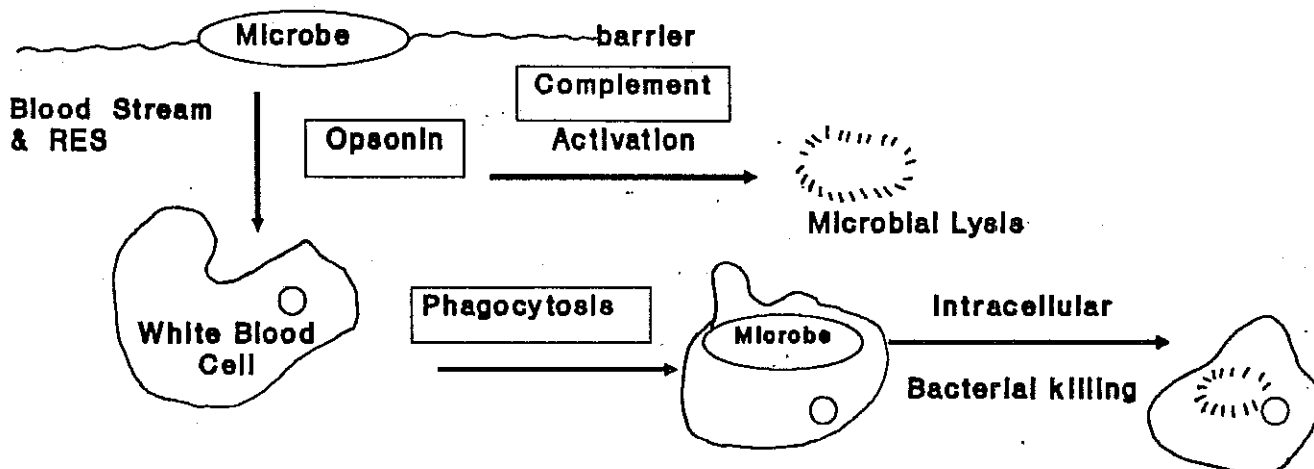 Microbe
barrier
Blood Stream
& RES
Opsonin
Complement
Activation
Microbial Lysis
White Blood
Cell
Phagocytosis
Microbe
Intracellular
Bacterial killing